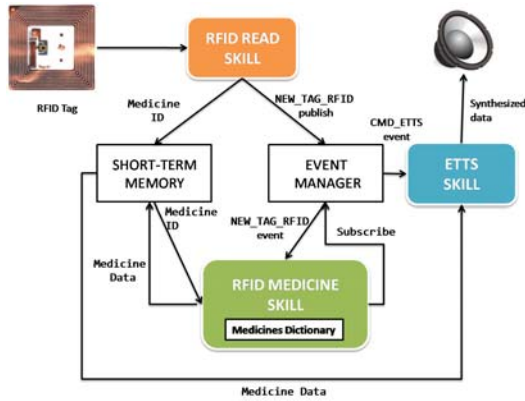 RFID READ
SKILL
RFID Tag
Medicine
ID
NEW_TAG_RFID
publish
CMD_ETTS
event
Synthesized
data
SHORT-TERM
MEMORY
EVENT
MANAGER
ETTS
SKILL
Medicine
ID
NEW_TAG_RFID
event
Subscribe
Medicine
Data
RFID MEDICINE
SKILL
Medicines Dictionary
Medicine Data